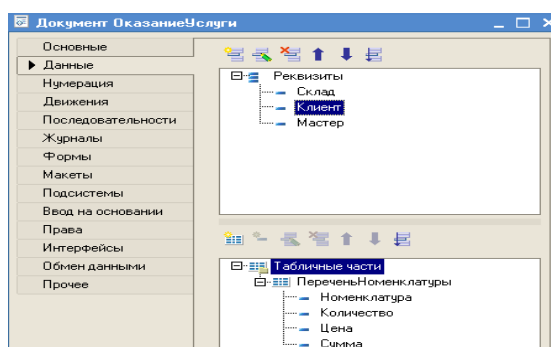 Документ ОказаниеУслуги
Основные
Данные
Нумерация
Движения
Последовательности
Журналы
Формы
Макеты
Подсистемы
Ввод на основании
Права
Интерфейсы
Обмен данными
Прочее
Реквизиты
Склад
Клиент
Мастер
Табличные части
ПереченьНоменклатуры
Номенклатура
Количество
Цена
Сумма